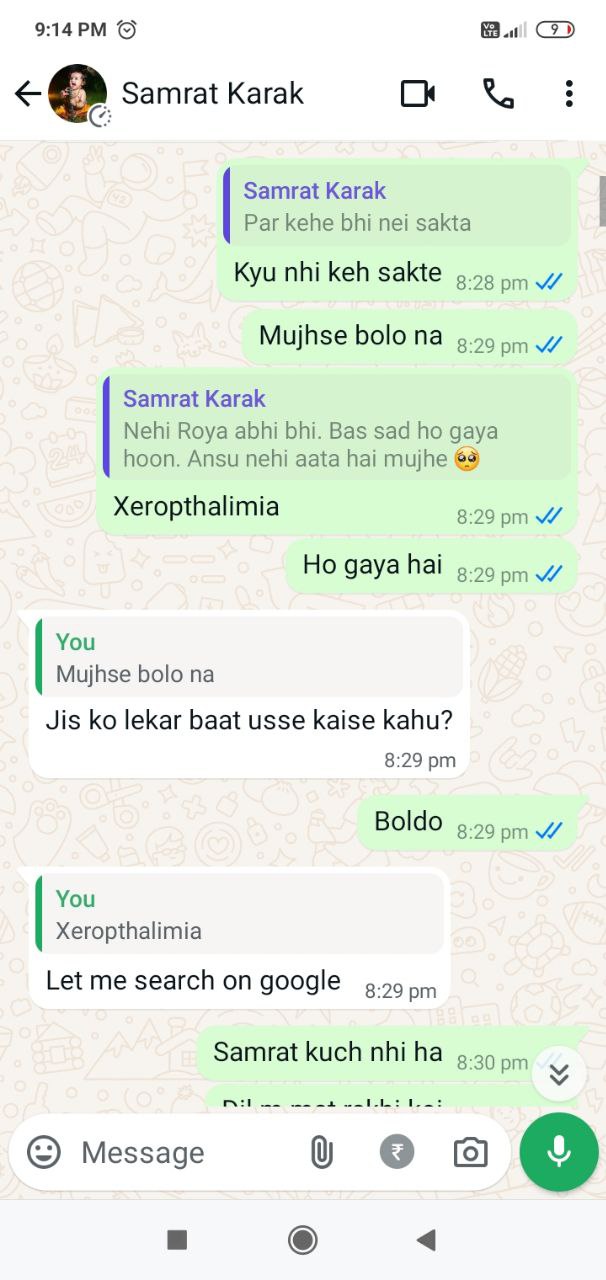 9:14 PM
VO LTE
9
Samrat Karak
Samrat Karak
Par kehe bhi nei sakta
Kyu nhi keh sakte 8:28 pm
Mujhse bolo na 8:29 pm
Samrat Karak
Nehi Roya abhi bhi. Bas sad ho gaya
hoon. Ansu nehi aata hai mujhe 🥺
Xeropthalimia
8:29 pm
Ho gaya hai 8:29 pm
You
Mujhse bolo na
Jis ko lekar baat usse kaise kahu?
8:29 pm
Boldo 8:29 pm
You
Xeropthalimia
Let me search on google 8:29 pm
Samrat kuch nhi ha 8:30 pm
Message
₹